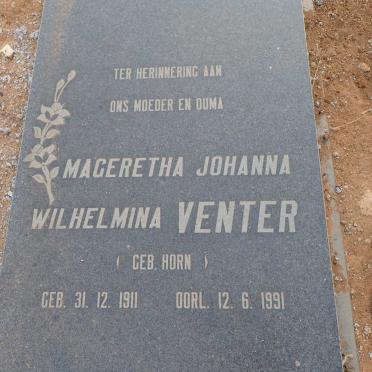 TER HERINNERING AAN
ONS MOEDER EN OUMA
MAGERETHA JOHANNA
WILHELMINA VENTER
( GEB. HORN )
GEB. 31. 12. 1911 OORL. 12. 6. 1991